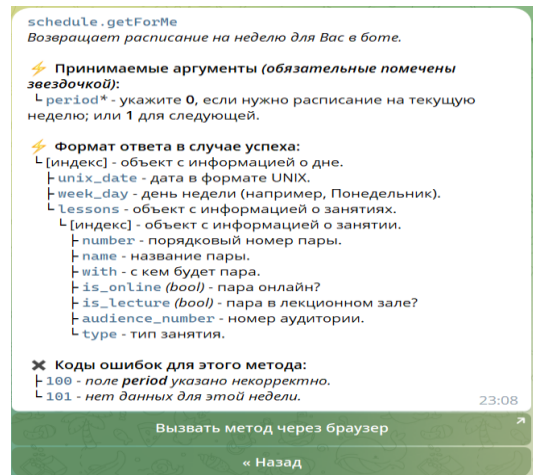 schedule.getForMe
Возвращает расписание на неделю для Вас в боте.
⚡ Принимаемые аргументы (обязательные помечены
звездочкой):
└ period* - укажите 0, если нужно расписание на текущую
неделю; или 1 для следующей.
⚡ Формат ответа в случае успеха:
└ [индекс] - объект с информацией о дне.
├ unix_date - дата в формате UNIX.
├ week_day - день недели (например, Понедельник).
└ lessons - объект с информацией о занятиях.
└ [индекс] - объект с информацией о занятии.
├ number - порядковый номер пары.
├ name - название пары.
├ with - с кем будет пара.
├ is_online (bool) - пара онлайн?
├ is_lecture (bool) - пара в лекционном зале?
├ audience_number - номер аудитории.
└ type - тип занятия.
✖ Коды ошибок для этого метода:
├ 100 - поле period указано некорректно.
└ 101 - нет данных для этой недели.
23:08
Вызвать метод через браузер
« Назад